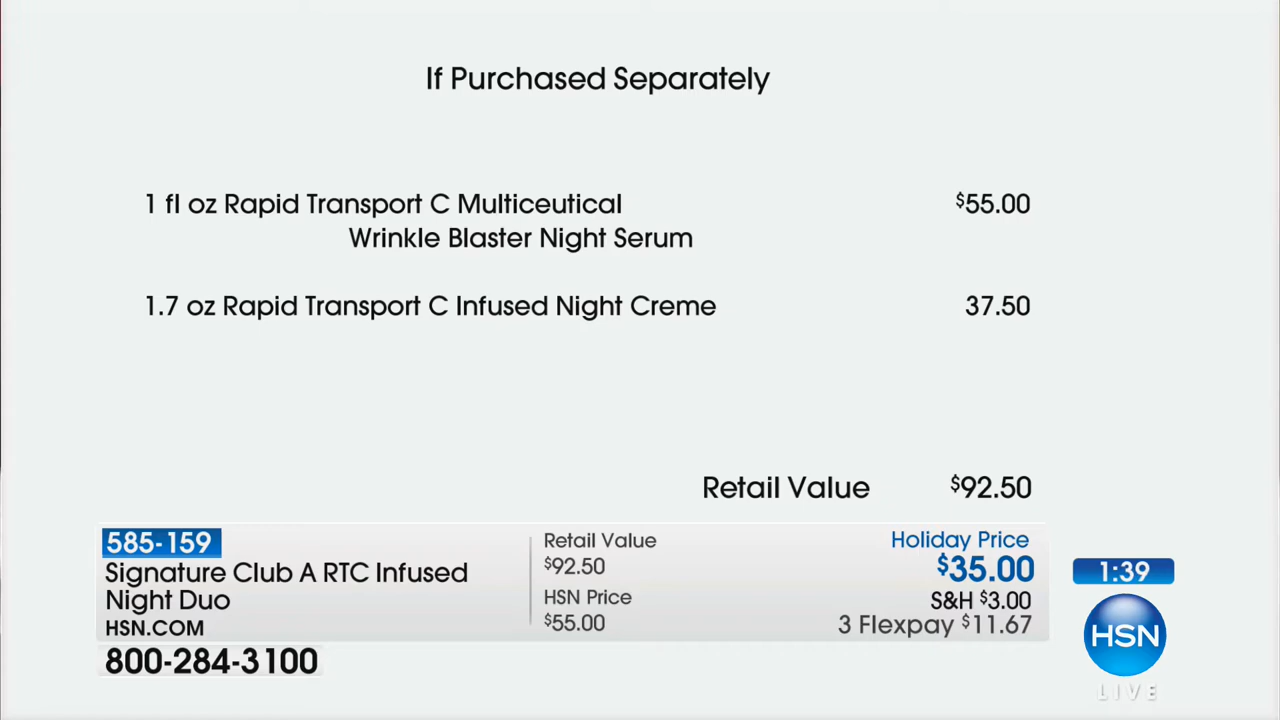 If Purchased Separately
1 fl oz Rapid Transport C Multiceutical $55.00
Wrinkle Blaster Night Serum
1.7 oz Rapid Transport C Infused Night Creme 37.50
Retail Value $92.50
585-159
Signature Club A RTC Infused
Night Duo
HSN.COM
800-284-3100
Retail Value
$92.50
HSN Price
$55.00
Holiday Price
$35.00
S&H $3.00
3 Flexpay $11.67
1:39
HSN
LIVE